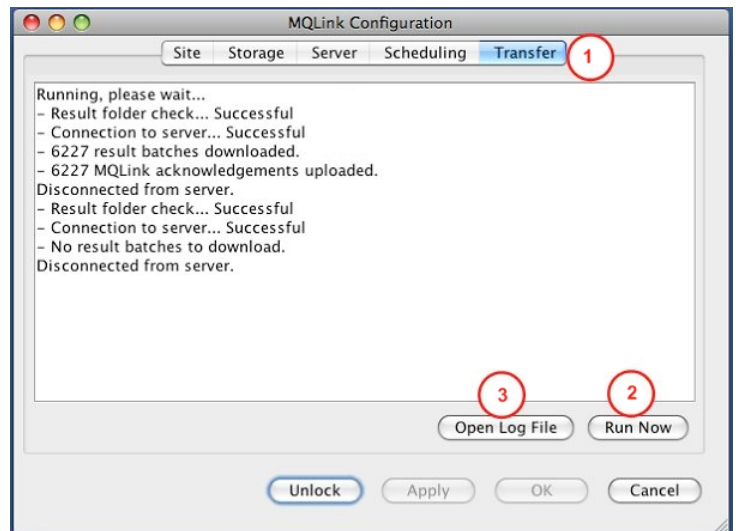 MQLink Configuration
Site Storage Server Scheduling Transfer 1
Running, please wait...
– Result folder check... Successful
– Connection to server... Successful
– 6227 result batches downloaded.
– 6227 MQLink acknowledgements uploaded.
Disconnected from server.
– Result folder check... Successful
– Connection to server... Successful
– No result batches to download.
Disconnected from server.
3 2
Open Log File Run Now
Unlock Apply OK Cancel